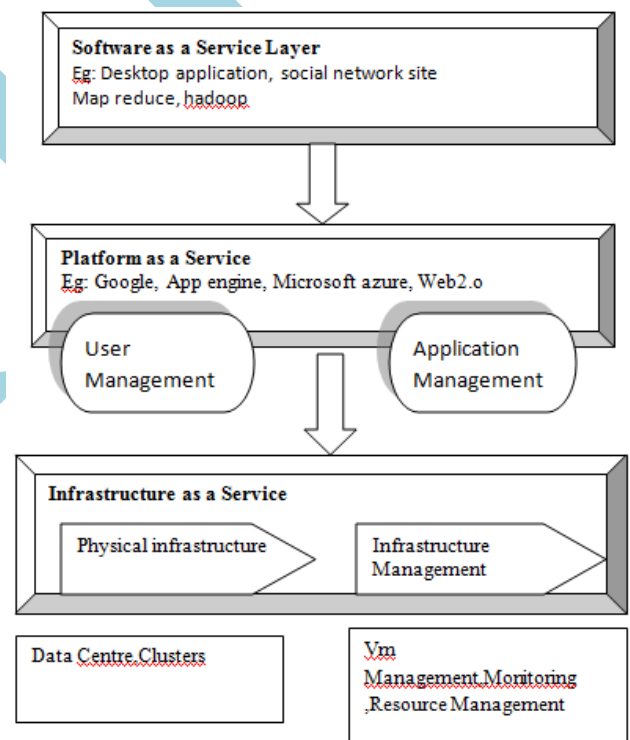 Software as a Service Layer
Eg: Desktop application, social network site
Map reduce, hadoop
Platform as a Service
Eg: Google, App engine, Microsoft azure, Web2.o
User
Management
Application
Management
Infrastructure as a Service
Physical infrastructure
Infrastructure
Management
Data Centre,Clusters
Vm
Management,Monitoring
,Resource Management